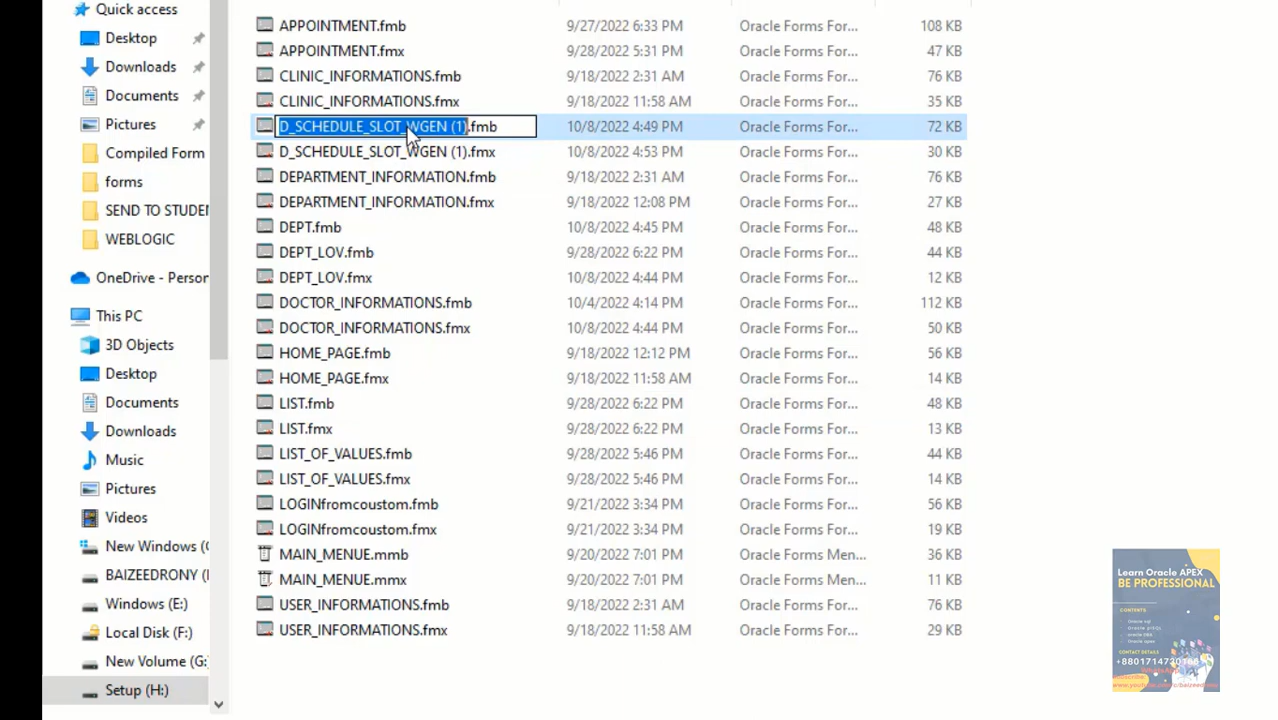 Quick access
Desktop
Downloads
Documents
Pictures
Compiled Form
forms
SEND TO STUDEN
WEBLOGIC
OneDrive - Person
This PC
3D Objects
Desktop
Documents
Downloads
Music
Pictures
Videos
New Windows (
BAIZEEDRONY (
Windows (E:)
Local Disk (F:)
New Volume (G:
Setup (H:)
APPOINTMENT.fmb 9/27/2022 6:33 PM Oracle Forms For... 108 KB
APPOINTMENT.fmx 9/28/2022 5:31 PM Oracle Forms For... 47 KB
CLINIC_INFORMATIONS.fmb 9/18/2022 2:31 AM Oracle Forms For... 76 KB
CLINIC_INFORMATIONS.fmx 9/18/2022 11:58 AM Oracle Forms For... 35 KB
D_SCHEDULE_SLOT_WGEN (1).fmb 10/8/2022 4:49 PM Oracle Forms For... 72 KB
D_SCHEDULE_SLOT_WGEN (1).fmx 10/8/2022 4:53 PM Oracle Forms For... 30 KB
DEPARTMENT_INFORMATION.fmb 9/18/2022 2:31 AM Oracle Forms For... 76 KB
DEPARTMENT_INFORMATION.fmx 9/18/2022 12:08 PM Oracle Forms For... 27 KB
DEPT.fmb 10/8/2022 4:45 PM Oracle Forms For... 48 KB
DEPT_LOV.fmb 9/28/2022 6:22 PM Oracle Forms For... 44 KB
DEPT_LOV.fmx 10/8/2022 4:44 PM Oracle Forms For... 12 KB
DOCTOR_INFORMATIONS.fmb 10/4/2022 4:14 PM Oracle Forms For... 112 KB
DOCTOR_INFORMATIONS.fmx 10/8/2022 4:44 PM Oracle Forms For... 50 KB
HOME_PAGE.fmb 9/18/2022 12:12 PM Oracle Forms For... 56 KB
HOME_PAGE.fmx 9/18/2022 11:58 AM Oracle Forms For... 14 KB
LIST.fmb 9/28/2022 6:22 PM Oracle Forms For... 48 KB
LIST.fmx 9/28/2022 6:22 PM Oracle Forms For... 13 KB
LIST_OF_VALUES.fmb 9/28/2022 5:46 PM Oracle Forms For... 44 KB
LIST_OF_VALUES.fmx 9/28/2022 5:46 PM Oracle Forms For... 14 KB
LOGINfromcoustom.fmb 9/21/2022 3:34 PM Oracle Forms For... 56 KB
LOGINfromcoustom.fmx 9/21/2022 3:34 PM Oracle Forms For... 19 KB
MAIN_MENUE.mmb 9/20/2022 7:01 PM Oracle Forms Men... 36 KB
MAIN_MENUE.mmx 9/20/2022 7:01 PM Oracle Forms Men... 11 KB
USER_INFORMATIONS.fmb 9/18/2022 2:31 AM Oracle Forms For... 76 KB
USER_INFORMATIONS.fmx 9/18/2022 11:58 AM Oracle Forms For... 29 KB
Learn Oracle APEX
BE PROFESSIONAL
CONTENTS
CONTACT DETAILS